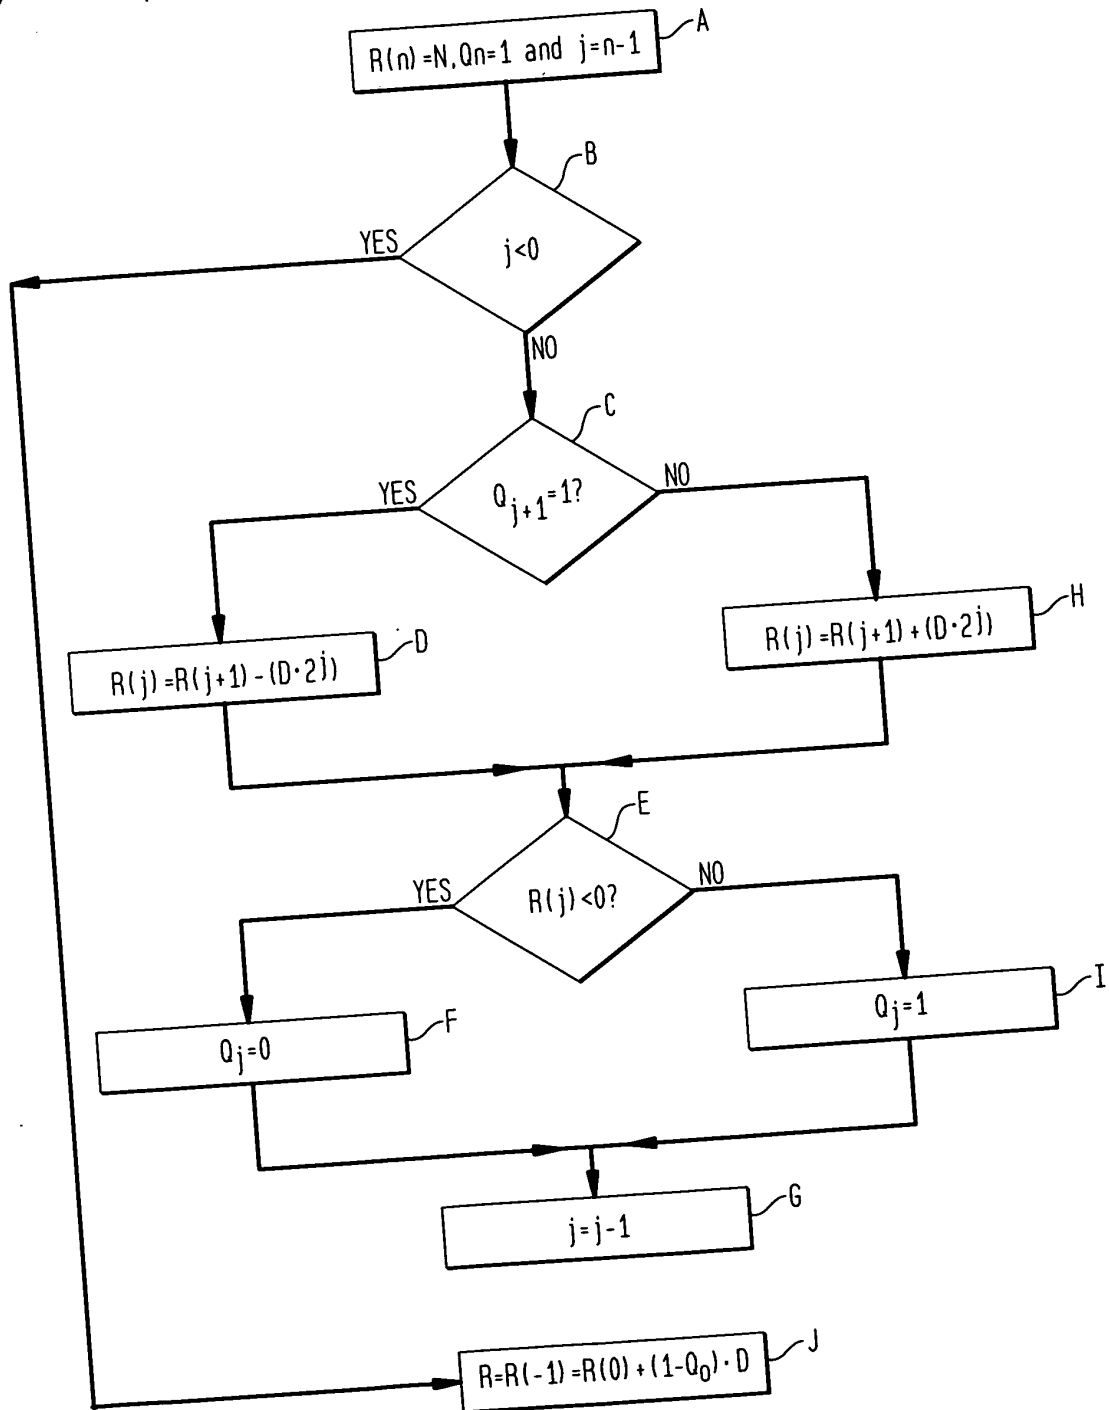 A
R(n)=N,Qn=1 and j=n-1
B
YES
j<0
NO
C
YES
Qj+1=1?
NO
D
R(j)=R(j+1)-(D·2j)
H
R(j)=R(j+1)+(D·2j)
E
YES
R(j)<0?
NO
F
Qj=0
I
Qj=1
G
j=j-1
J
R=R(-1)=R(0)+(1-Q0)·D